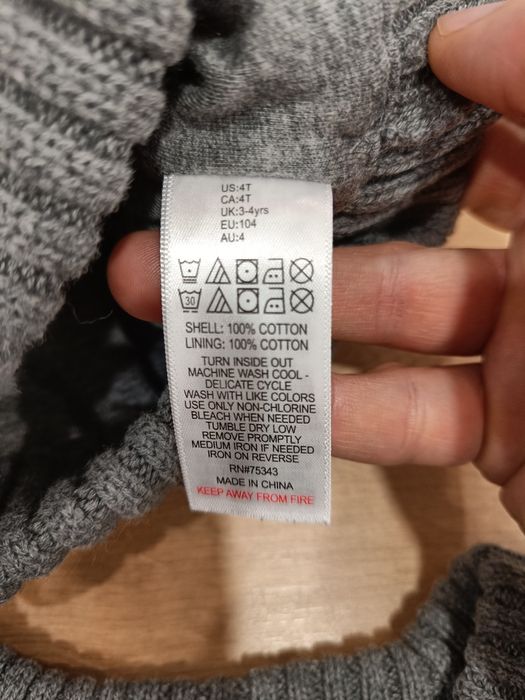 US:4T
CA:4T
UK:3-4yrs
EU:104
AU:4
30
SHELL: 100% COTTON
LINING: 100% COTTON
TURN INSIDE OUT
MACHINE WASH COOL -
DELICATE CYCLE
WASH WITH LIKE COLORS
USE ONLY NON-CHLORINE
BLEACH WHEN NEEDED
TUMBLE DRY LOW
REMOVE PROMPTLY
MEDIUM IRON IF NEEDED
IRON ON REVERSE
RN#75343
MADE IN CHINA
KEEP AWAY FROM FIRE